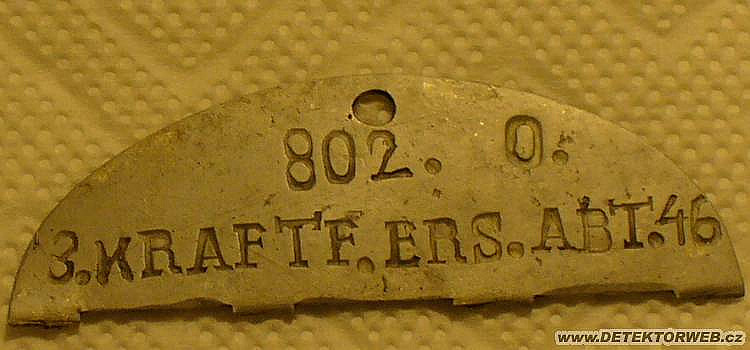 802. O.
3.KRAFTF.ERS.ABT.46
www.DETEKTORWEB.cz